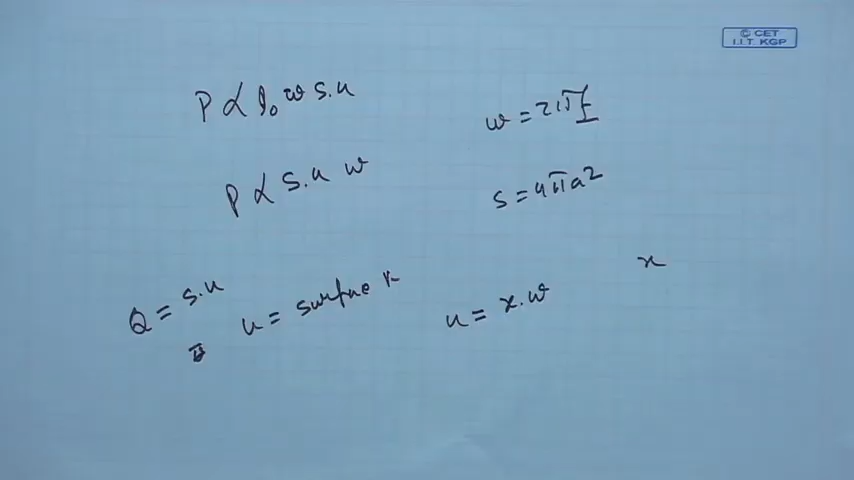 © CET
I.I.T. KGP
P ∝ ρ₀ w s.u
w = 2πf
P ∝ s.u w
s = 4πa²
Q = s.u
u = surface
u = x.w
x